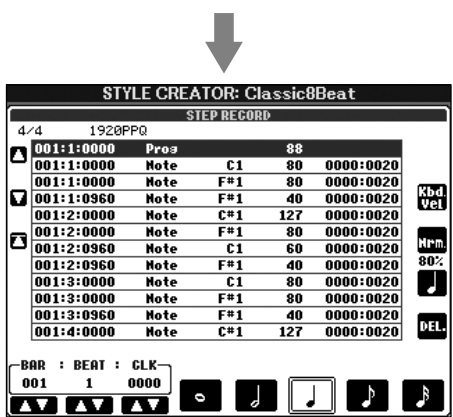 STYLE CREATOR: Classic8Beat
STEP RECORD
4/4 1920PPQ
001:1:0000 Prog 88
001:1:0000 Note C1 80 0000:0020
001:1:0000 Note F#1 80 0000:0020
001:1:0960 Note F#1 40 0000:0020
001:2:0000 Note C#1 127 0000:0020
001:2:0000 Note F#1 80 0000:0020
001:2:0960 Note C1 60 0000:0020
001:2:0960 Note F#1 40 0000:0020
001:3:0000 Note C1 80 0000:0020
001:3:0000 Note F#1 80 0000:0020
001:3:0960 Note F#1 40 0000:0020
001:4:0000 Note C#1 127 0000:0020
Kbd.
Vel
Nrm.
80%
DEL.
BAR : BEAT : CLK
001 1 0000